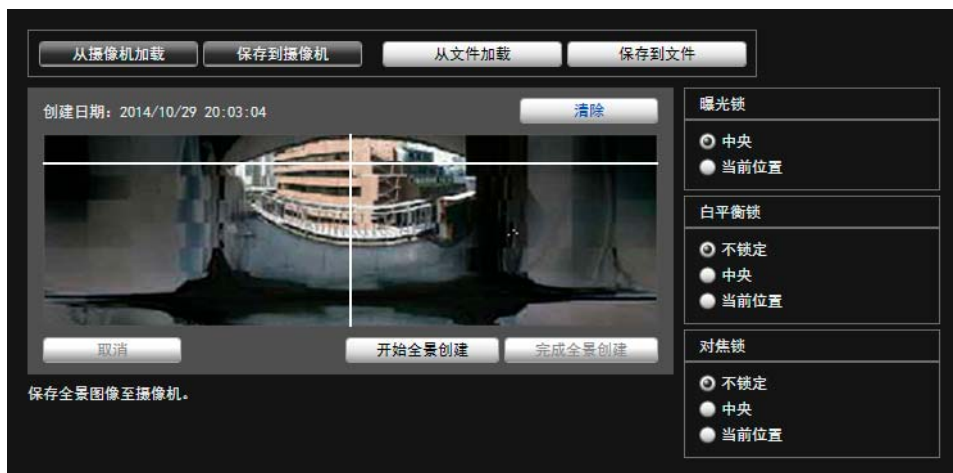 从摄像机加载 保存到摄像机 从文件加载 保存到文件
创建日期：2014/10/29 20:03:04 清除
取消 开始全景创建 完成全景创建
保存全景图像至摄像机。
曝光锁
中央
当前位置
白平衡锁
不锁定
中央
当前位置
对焦锁
不锁定
中央
当前位置